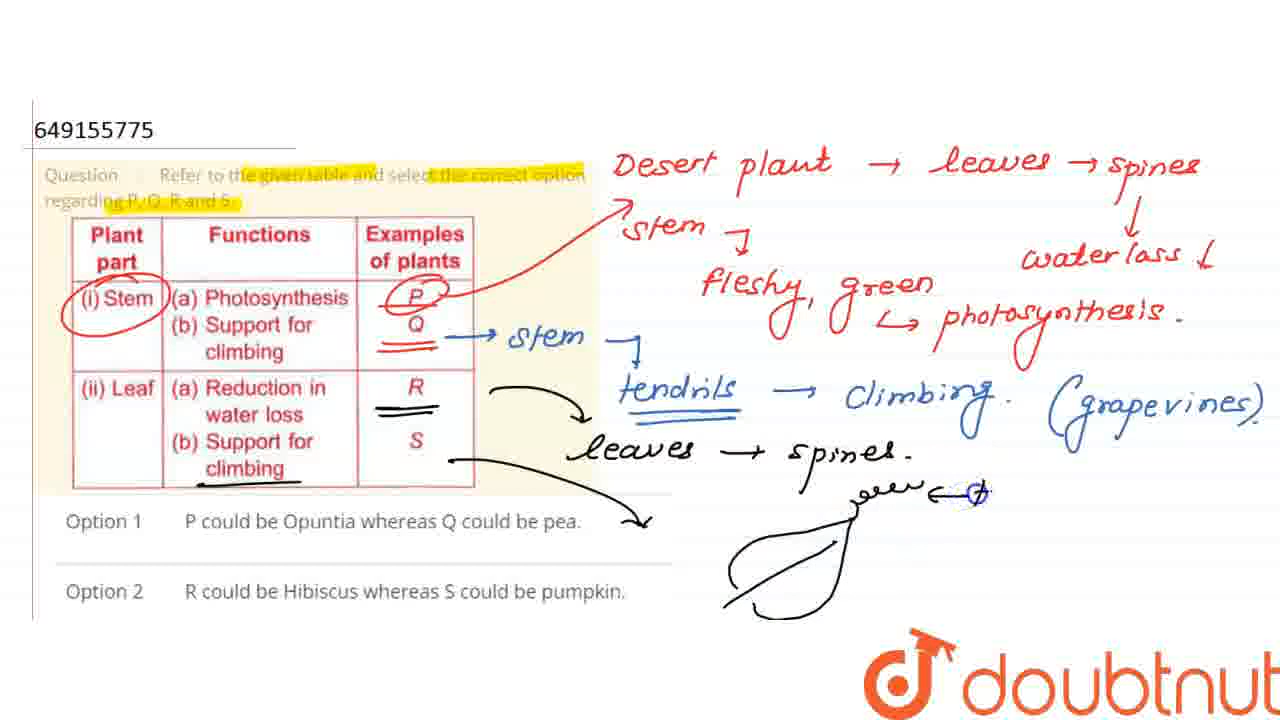 649155775
Question : Refer to the given table and select the correct option
regarding P, Q, R and S.
Plant part Functions Examples of plants
(i) Stem (a) Photosynthesis P
(b) Support for climbing Q
(ii) Leaf (a) Reduction in water loss R
(b) Support for climbing S
Option 1 P could be Opuntia whereas Q could be pea.
Option 2 R could be Hibiscus whereas S could be pumpkin.
Desert plant → leaves → spines
stem
water loss ↓
fleshy, green
photosynthesis.
→ stem
tendrils → climbing. (grapevines).
leaves → spines.
doubtnut